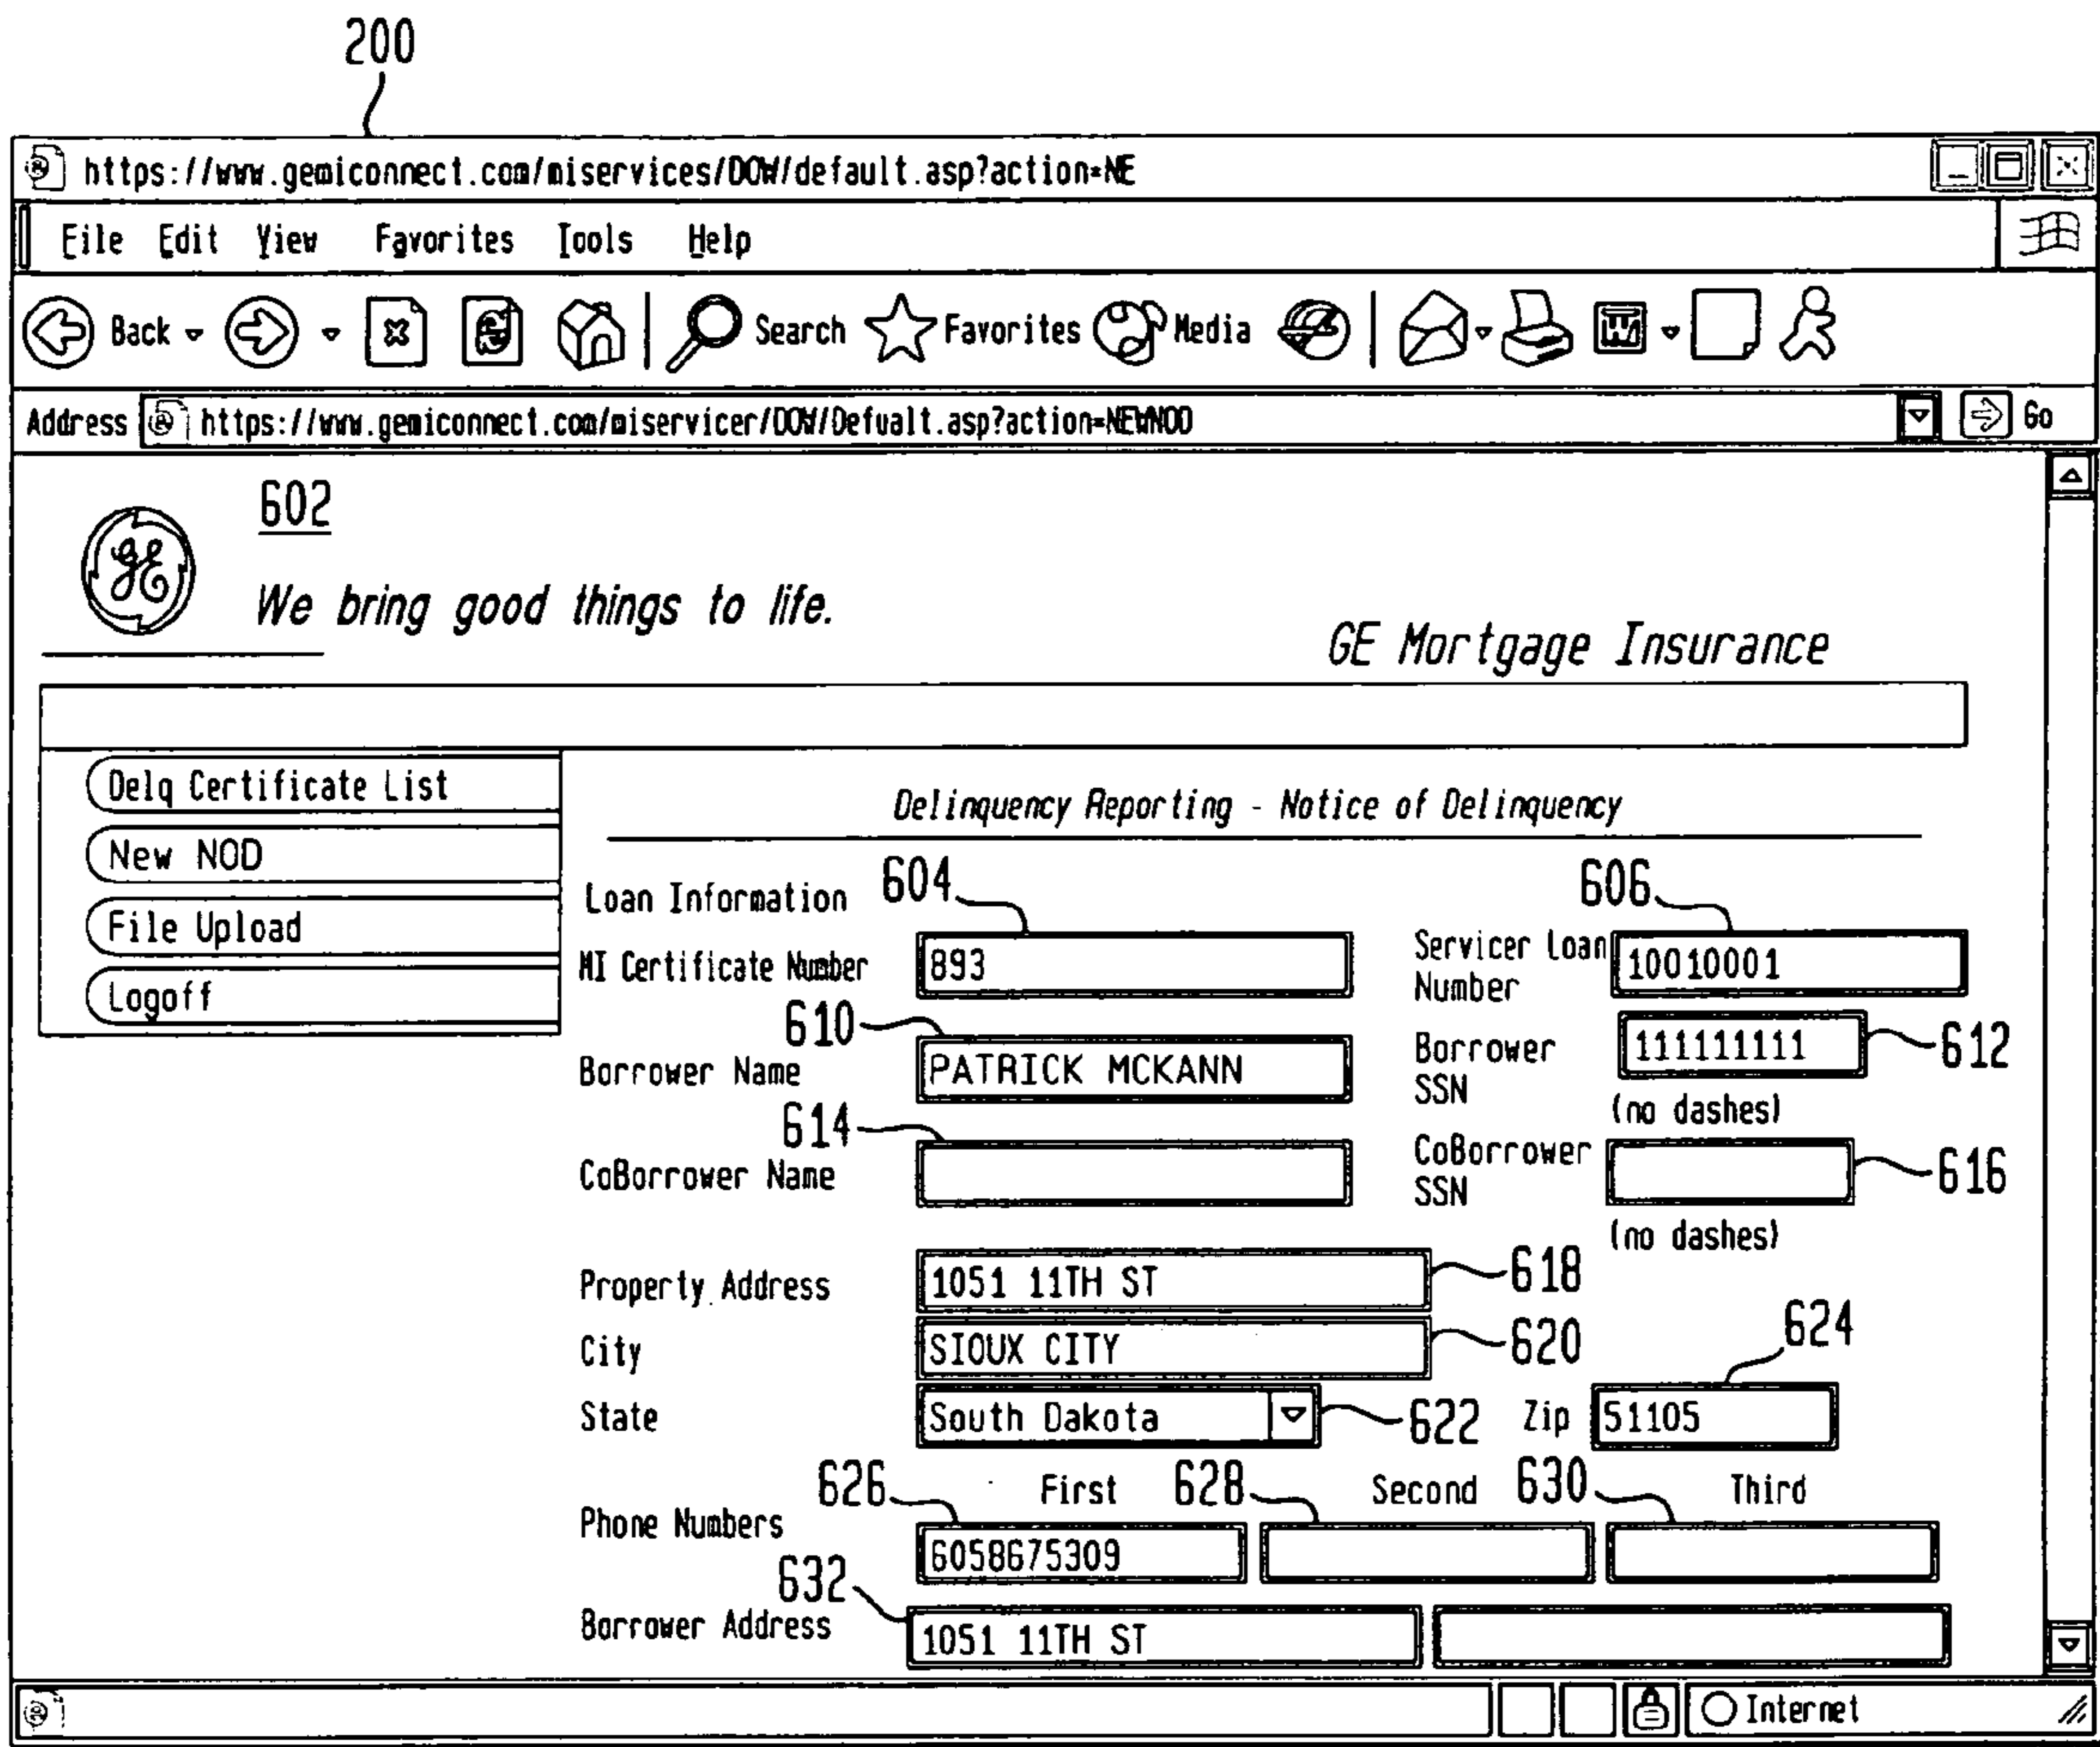 200
https://www.gemiconnect.com/miservices/DOW/default.asp?action=NE
File Edit View Favorites Tools Help
Back Search Favorites Media W
Address https://www.gemiconnect.com/miservicer/DOW/Defualt.asp?action=NEWNOD Go
602
GE We bring good things to life.
GE Mortgage Insurance
Delq Certificate List
New NOD
File Upload
Logoff
Delinquency Reporting - Notice of Delinquency
Loan Information 604 606
MI Certificate Number 893 Servicer Loan Number 10010001
610 612
Borrower Name PATRICK MCKANN Borrower SSN 111111111
(no dashes)
614 616
CoBorrower Name CoBorrower SSN
(no dashes)
Property Address 1051 11TH ST 618
City SIOUX CITY 620 624
State South Dakota 622 Zip 51105
626 First 628 Second 630 Third
Phone Numbers 6058675309
632
Borrower Address 1051 11TH ST
Internet